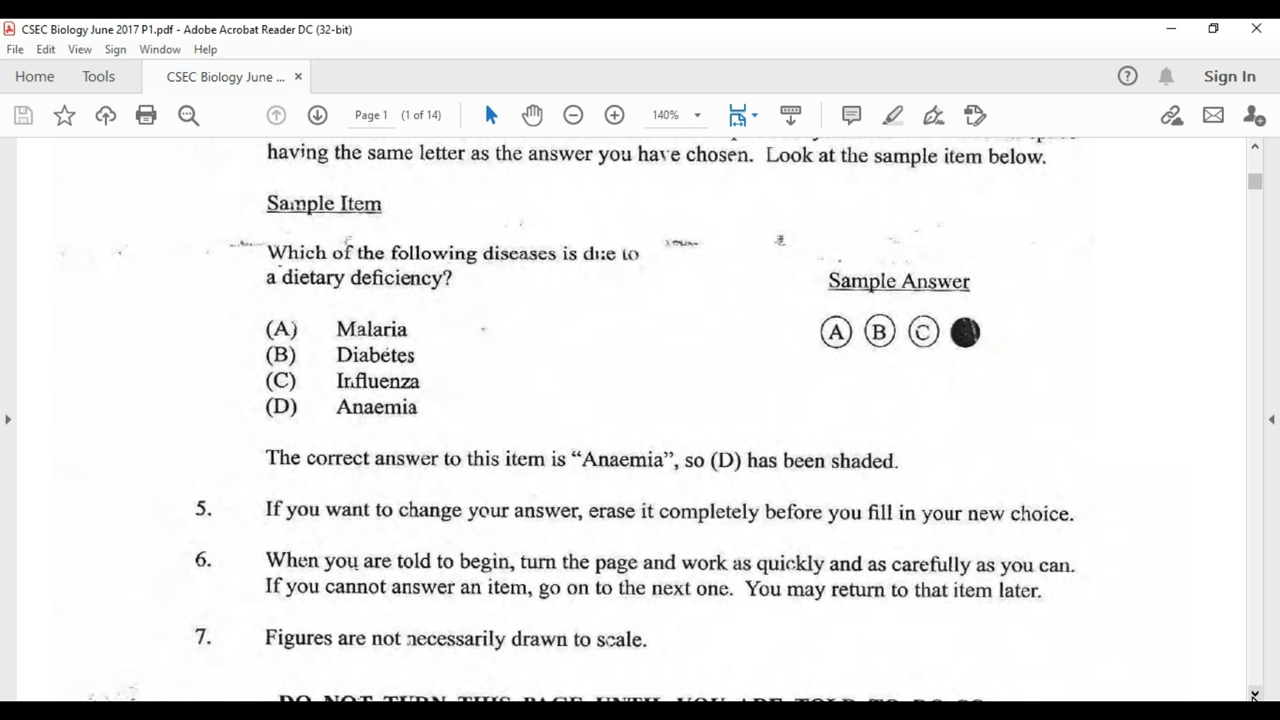 CSEC Biology June 2017 P1.pdf - Adobe Acrobat Reader DC (32-bit)
File Edit View Sign Window Help
Home Tools CSEC Biology June ... × Sign In
Page 1 (1 of 14) 140%
having the same letter as the answer you have chosen. Look at the sample item below.
Sample Item
Which of the following diseases is due to
a dietary deficiency?
Sample Answer
(A) Malaria
(B) Diabetes
(C) Influenza
(D) Anaemia
A B C
The correct answer to this item is “Anaemia”, so (D) has been shaded.
5. If you want to change your answer, erase it completely before you fill in your new choice.
6. When you are told to begin, turn the page and work as quickly and as carefully as you can.
If you cannot answer an item, go on to the next one. You may return to that item later.
7. Figures are not necessarily drawn to scale.
DO NOT TURN THIS PAGE UNTIL YOU ARE TOLD TO DO SO